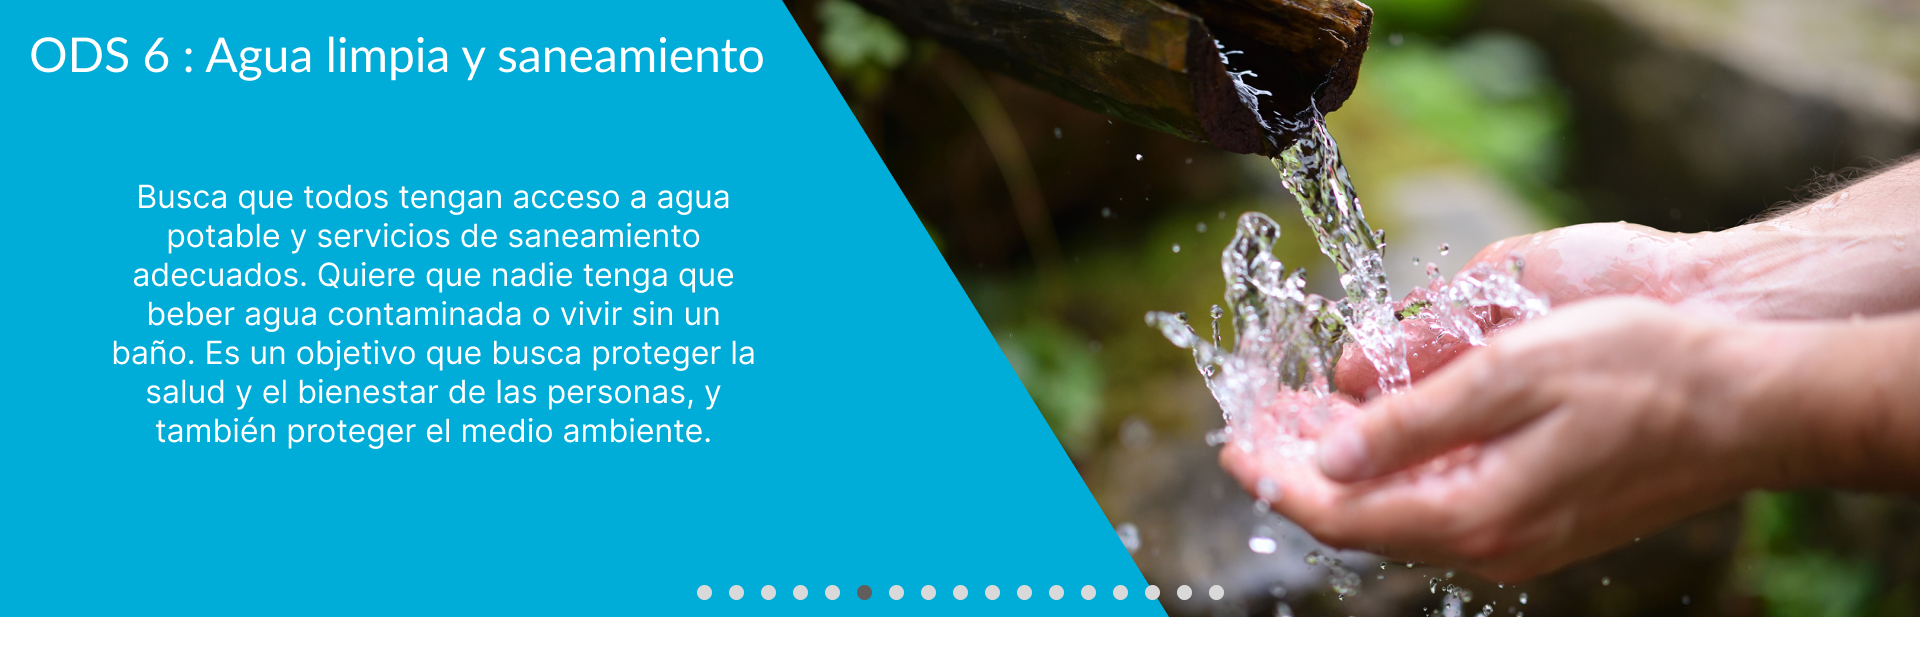 ODS 6 : Agua limpia y saneamiento
Busca que todos tengan acceso a agua
potable y servicios de saneamiento
adecuados. Quiere que nadie tenga que
beber agua contaminada o vivir sin un
baño. Es un objetivo que busca proteger la
salud y el bienestar de las personas, y
también proteger el medio ambiente.